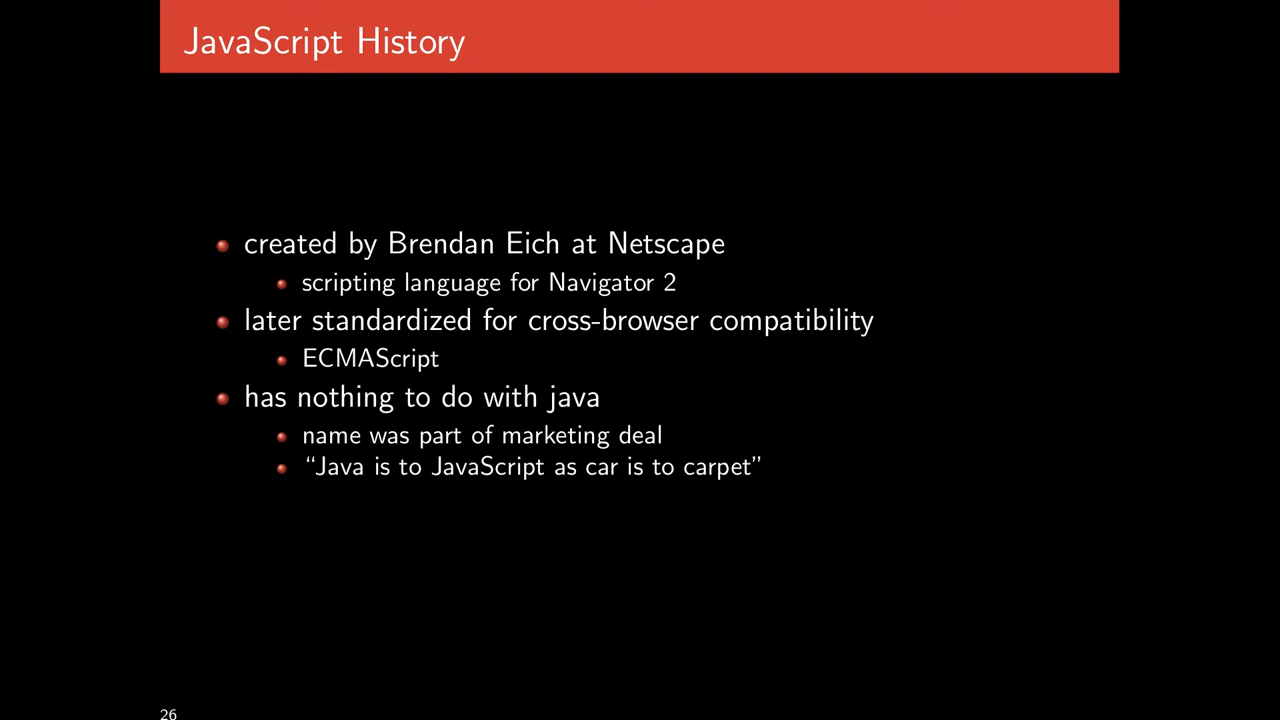 JavaScript History
created by Brendan Eich at Netscape
scripting language for Navigator 2
later standardized for cross-browser compatibility
ECMAScript
has nothing to do with java
name was part of marketing deal
“Java is to JavaScript as car is to carpet”
26